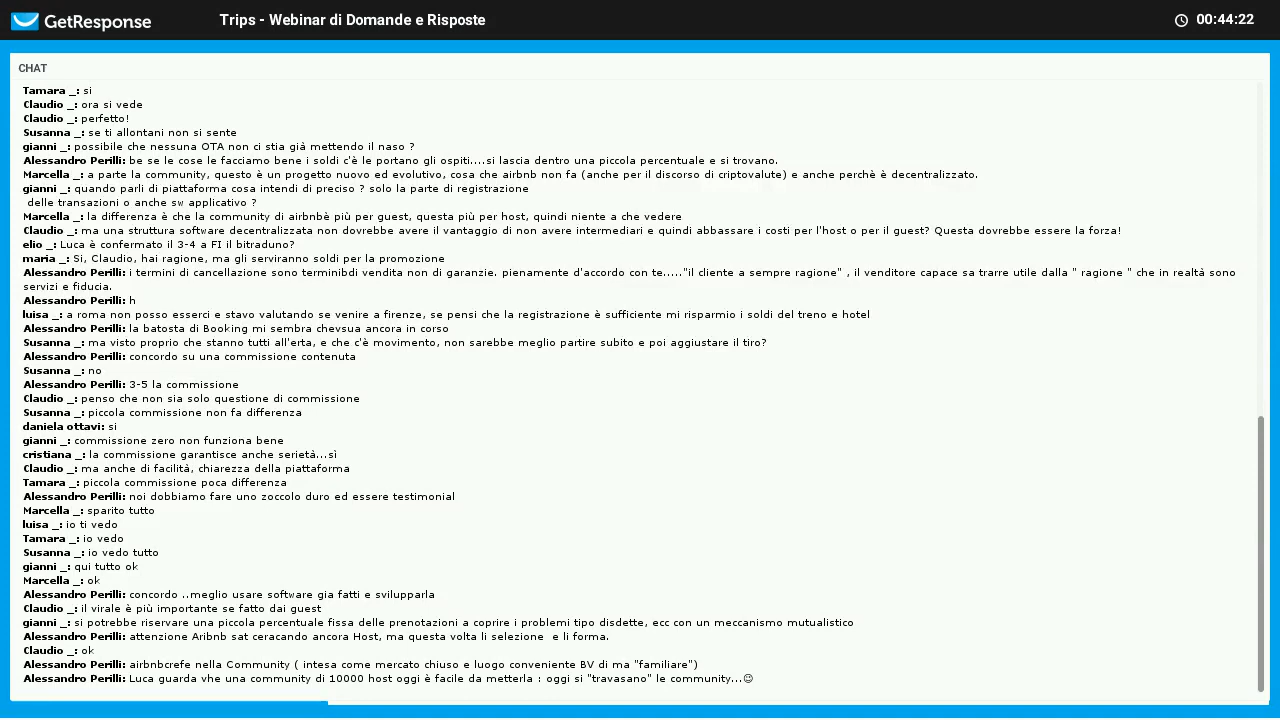 GetResponse
Trips - Webinar di Domande e Risposte
00:44:22
CHAT
Tamara _: si
Claudio _: ora si vede
Claudio _: perfetto!
Susanna _: se ti allontani non si sente
gianni _: possibile che nessuna OTA non ci stia già mettendo il naso ?
Alessandro Perilli: be se le cose le facciamo bene i soldi c'è le portano gli ospiti....si lascia dentro una piccola percentuale e si trovano.
Marcella _: a parte la community, questo è un progetto nuovo ed evolutivo, cosa che airbnb non fa (anche per il discorso di criptovalute) e anche perchè è decentralizzato.
gianni _: quando parli di piattaforma cosa intendi di preciso ? solo la parte di registrazione
delle transazioni o anche sw applicativo ?
Marcella _: la differenza è che la community di airbnbè più per guest, questa più per host, quindi niente a che vedere
Claudio _: ma una struttura software decentralizzata non dovrebbe avere il vantaggio di non avere intermediari e quindi abbassare i costi per l'host o per il guest? Questa dovrebbe essere la forza!
elio _: Luca è confermato il 3-4 a FI il bitraduno?
maria _: Si, Claudio, hai ragione, ma gli serviranno soldi per la promozione
Alessandro Perilli: i termini di cancellazione sono terminibdi vendita non di garanzie. pienamente d'accordo con te....."il cliente a sempre ragione" , il venditore capace sa trarre utile dalla " ragione " che in realtà sono
servizi e fiducia.
Alessandro Perilli: h
luisa _: a roma non posso esserci e stavo valutando se venire a firenze, se pensi che la registrazione è sufficiente mi risparmio i soldi del treno e hotel
Alessandro Perilli: la batosta di Booking mi sembra chevsua ancora in corso
Susanna _: ma visto proprio che stanno tutti all'erta, e che c'è movimento, non sarebbe meglio partire subito e poi aggiustare il tiro?
Alessandro Perilli: concordo su una commissione contenuta
Susanna _: no
Alessandro Perilli: 3-5 la commissione
Claudio _: penso che non sia solo questione di commissione
Susanna _: piccola commissione non fa differenza
daniela ottavi: si
gianni _: commissione zero non funziona bene
cristiana _: la commissione garantisce anche serietà...sì
Claudio _: ma anche di facilità, chiarezza della piattaforma
Tamara _: piccola commissione poca differenza
Alessandro Perilli: noi dobbiamo fare uno zoccolo duro ed essere testimonial
Marcella _: sparito tutto
luisa _: io ti vedo
Tamara _: io vedo
Susanna _: io vedo tutto
gianni _: qui tutto ok
Marcella _: ok
Alessandro Perilli: concordo ..meglio usare software gia fatti e svilupparla
Claudio _: il virale è più importante se fatto dai guest
gianni _: si potrebbe riservare una piccola percentuale fissa delle prenotazioni a coprire i problemi tipo disdette, ecc con un meccanismo mutualistico
Alessandro Perilli: attenzione Aribnb sat ceracando ancora Host, ma questa volta li selezione e li forma.
Claudio _: ok
Alessandro Perilli: airbnbcrefe nella Community ( intesa come mercato chiuso e luogo conveniente BV di ma "familiare")
Alessandro Perilli: Luca guarda vhe una community di 10000 host oggi è facile da metterla : oggi si "travasano" le community...☺